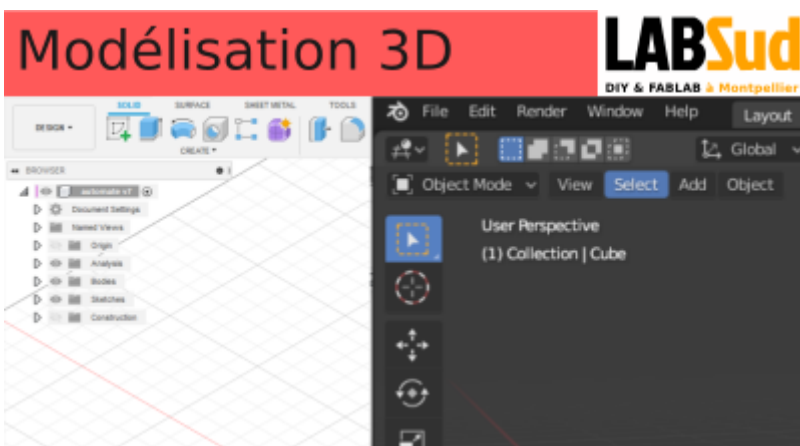 Modélisation 3D
LABSud
DIY & FABLAB à Montpellier
SOLID SURFACE SHEET METAL TOOLS
DESIGN
CREATE
BROWSER
automate v1
Document Settings
Named Views
Origin
Analysis
Bodies
Sketches
Construction
File Edit Render Window Help Layout
Global
Object Mode View Select Add Object
User Perspective
(1) Collection | Cube